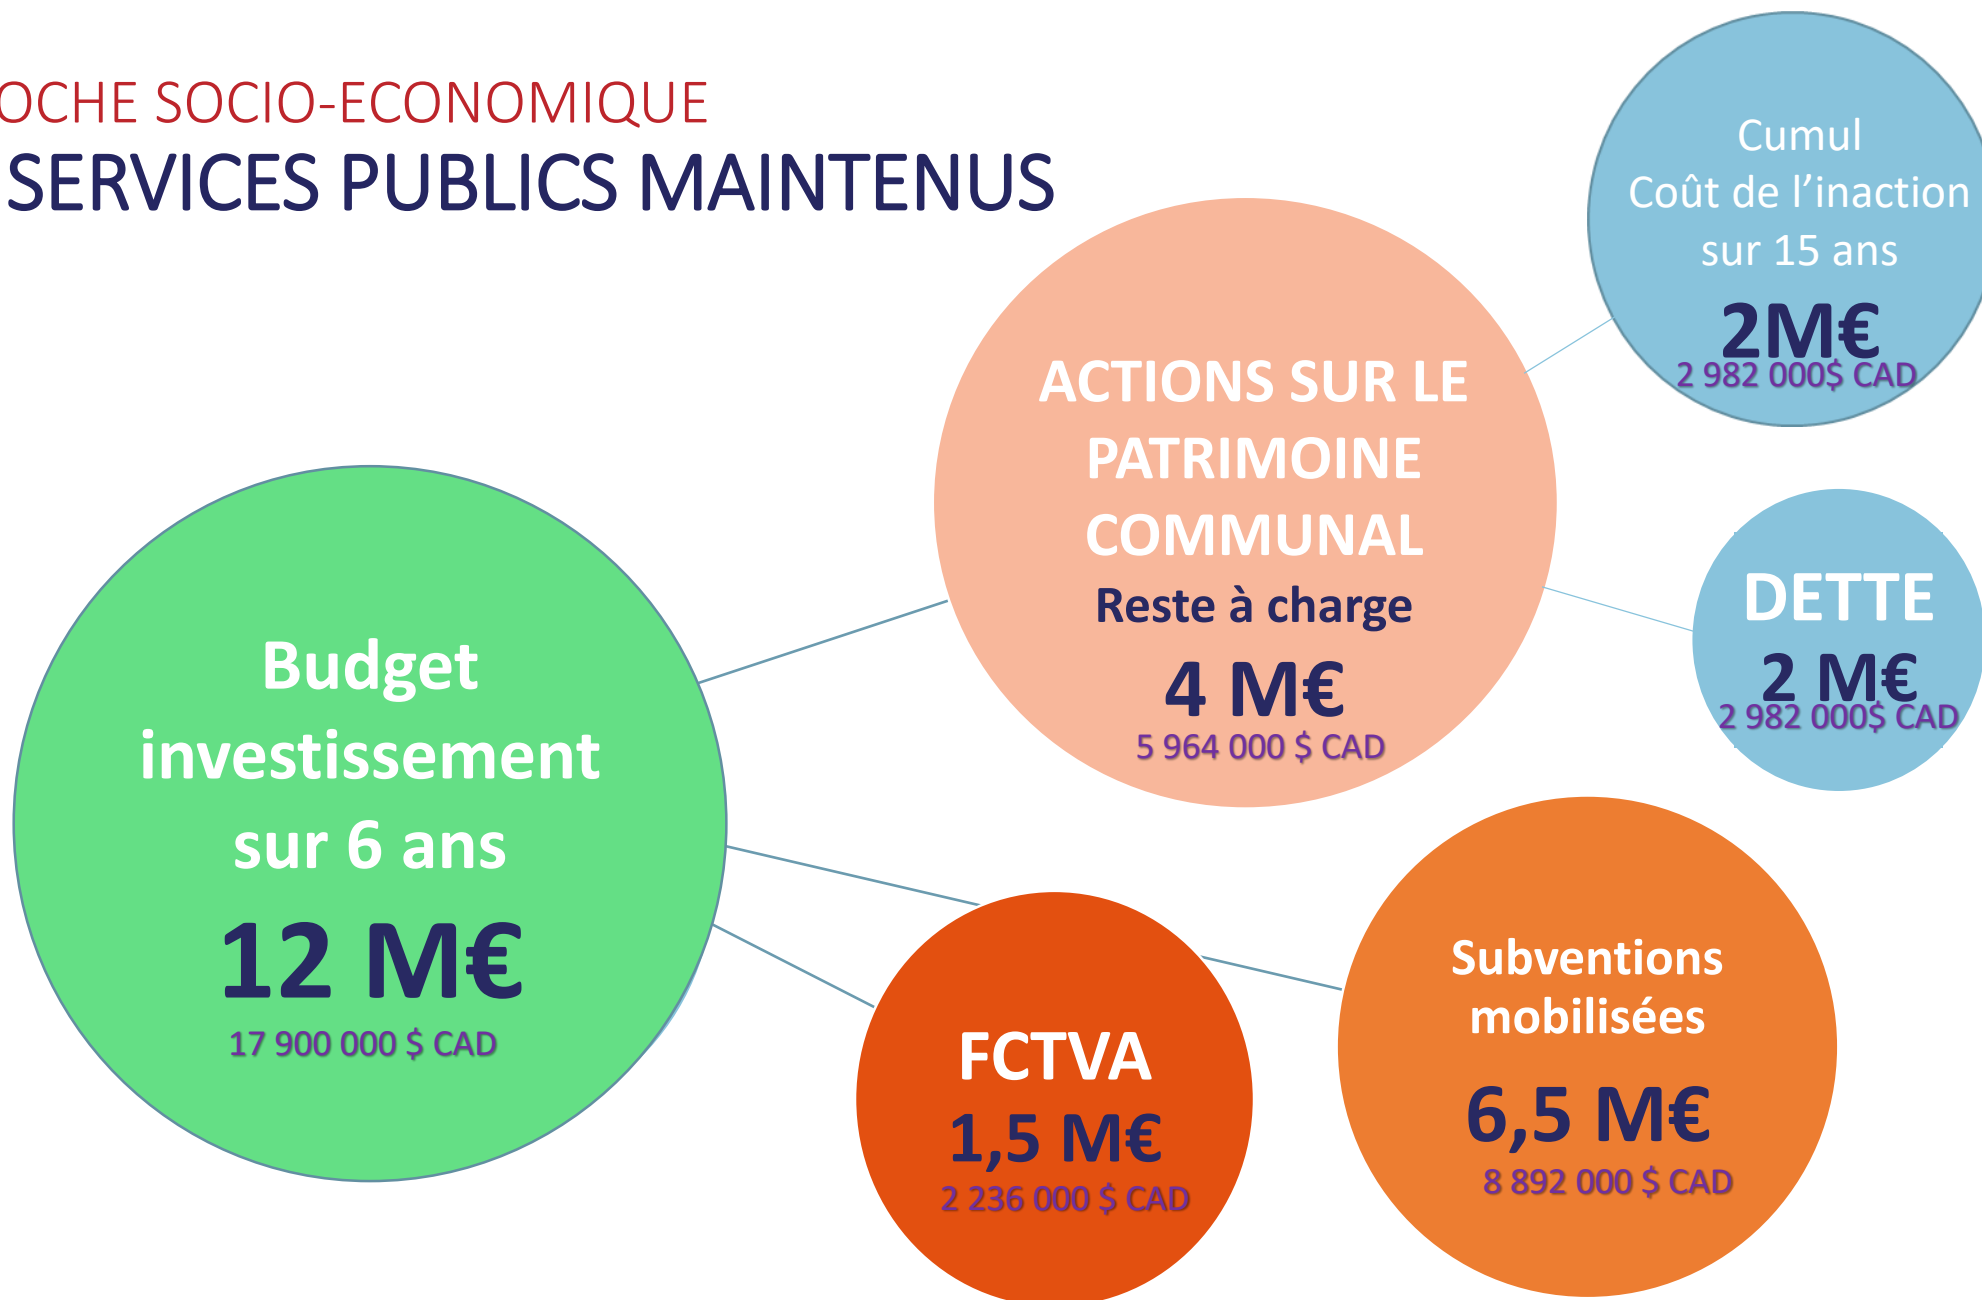 OCHE SOCIO-ECONOMIQUE
SERVICES PUBLICS MAINTENUS
Cumul
Coût de l’inaction
sur 15 ans
2M€
2 982 000$ CAD
ACTIONS SUR LE
PATRIMOINE
COMMUNAL
Reste à charge
4 M€
5 964 000 $ CAD
DETTE
2 M€
2 982 000$ CAD
Budget
investissement
sur 6 ans
12 M€
17 900 000 $ CAD
FCTVA
1,5 M€
2 236 000 $ CAD
Subventions
mobilisées
6,5 M€
8 892 000 $ CAD